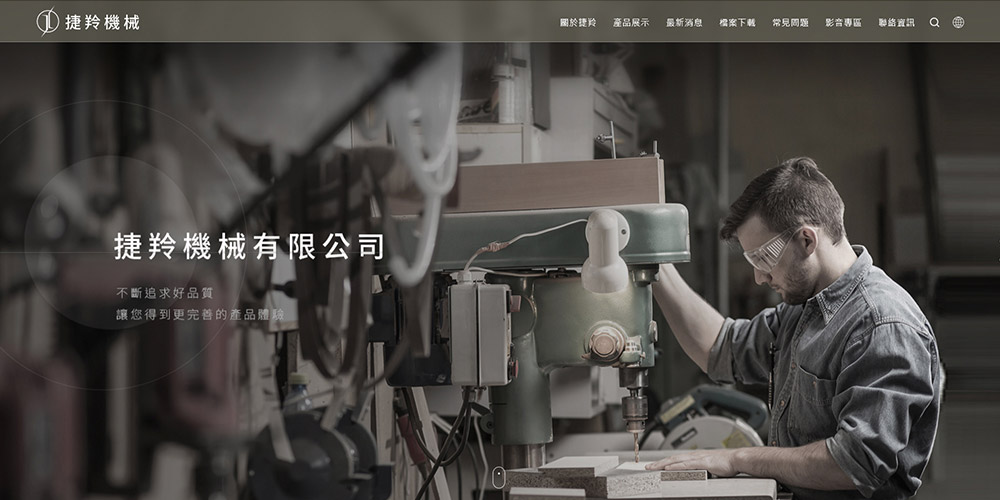 捷羚機械
關於捷羚 產品展示 最新消息 檔案下載 常見問題 影音專區 聯絡資訊
捷羚機械有限公司
不斷追求好品質
讓您得到更完善的產品體驗